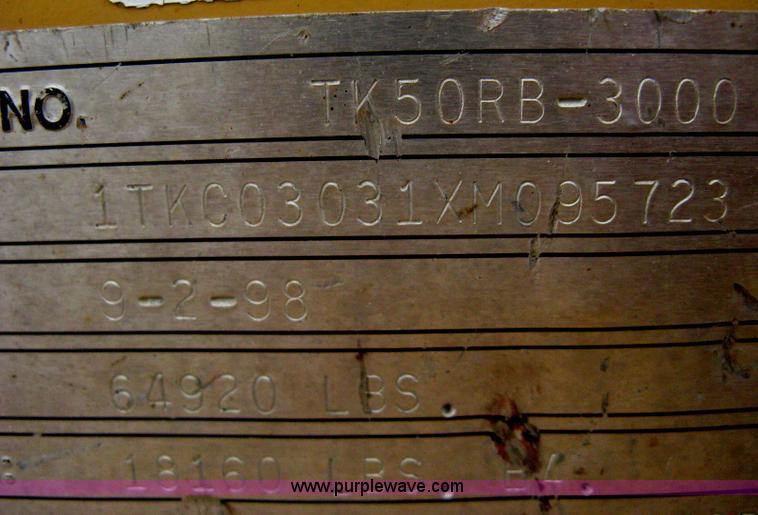 NO. TK50RB-3000
1TKC03031XM095723
9-2-98
64920 LBS.
18160 LBS
www.purplewave.com